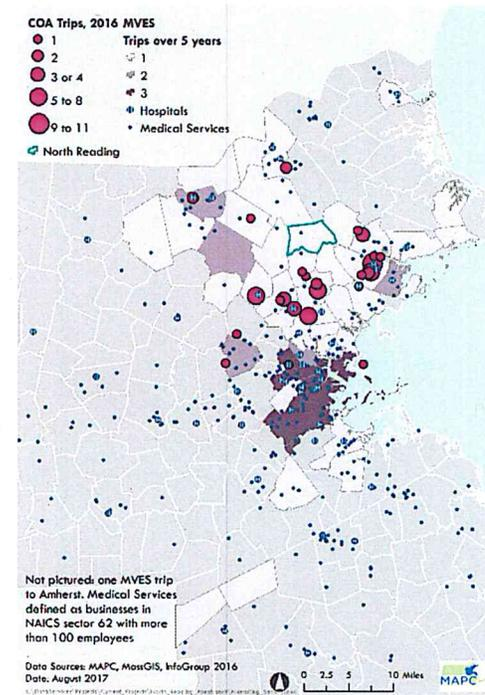 COA Trips, 2016 MVES
1
2
3 or 4
5 to 8
9 to 11
North Reading
Trips over 5 years
1
2
3
H Hospitals
Medical Services
Not pictured: one MVES trip
to Amherst. Medical Services
defined as businesses in
NAICS sector 62 with more
than 100 employees
Data Sources: MAPC, MassGIS, InfoGroup 2016
Date: August 2017
0 2.5 5 10 Miles
MAPC